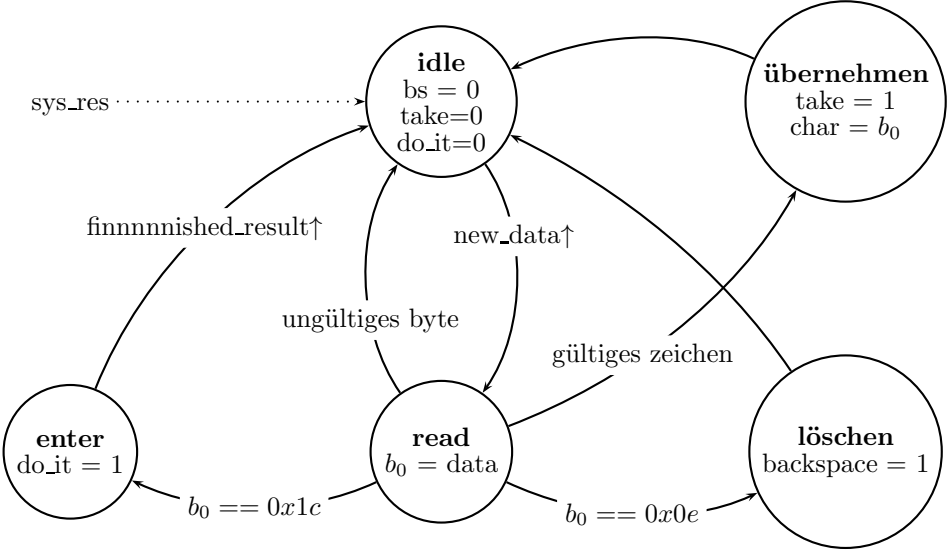 idle
bs = 0
take=0
do_it=0
übernehmen
take = 1
char = b₀
sys_res
finnnnnished_result↑
new_data↑
ungültiges byte
gültiges zeichen
enter
do_it = 1
read
b₀ = data
löschen
backspace = 1
b₀ == 0x1c
b₀ == 0x0e